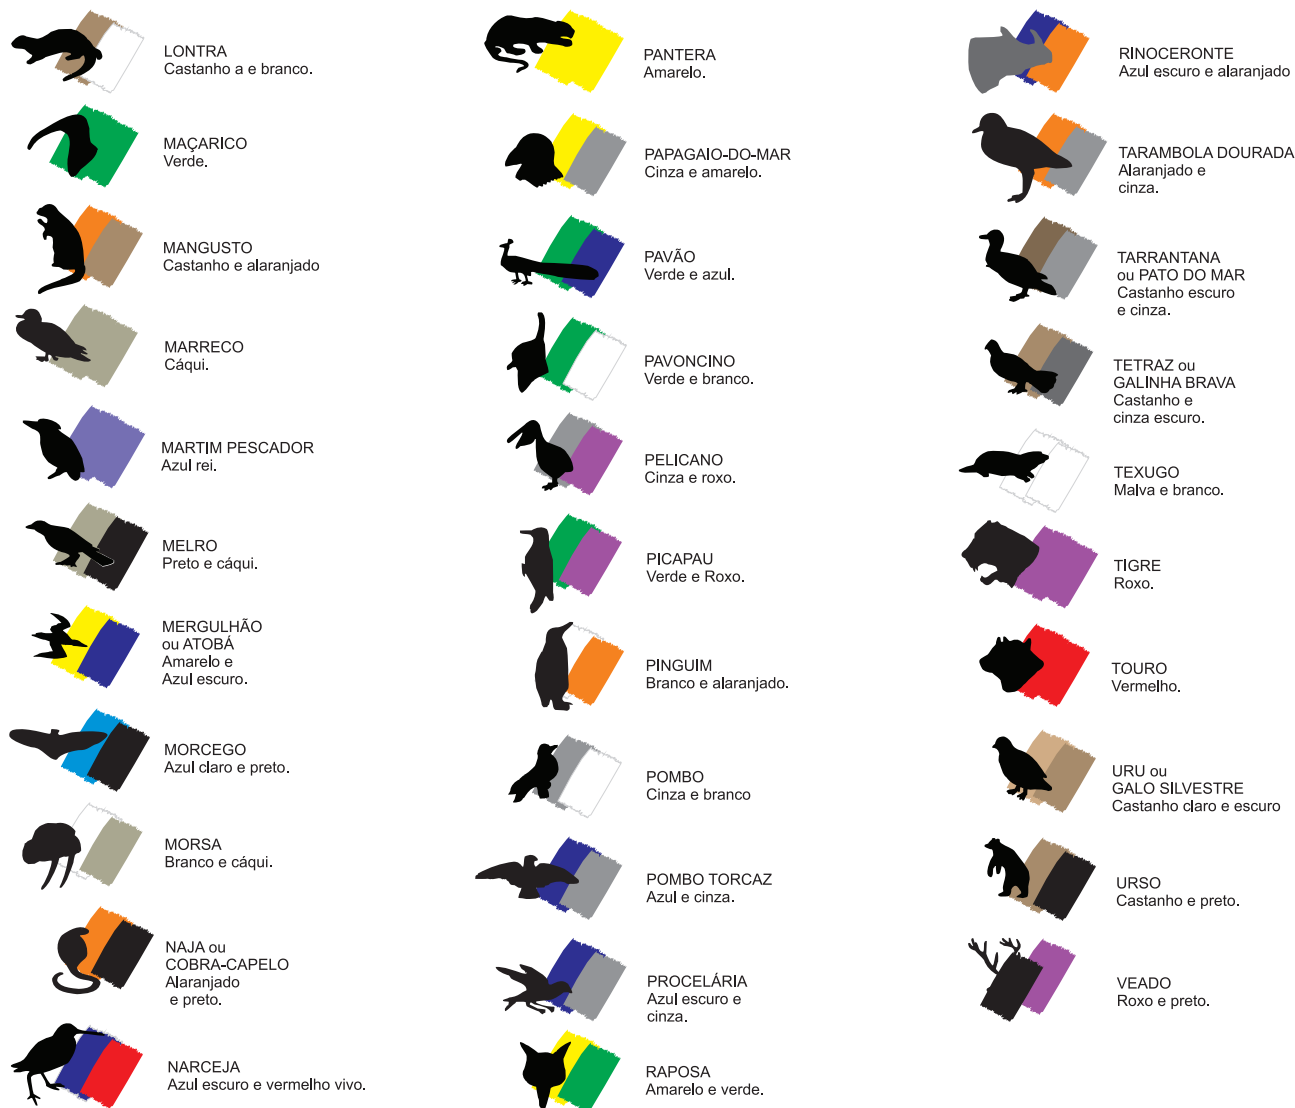 LONTRA
Castanho a e branco.
MAÇARICO
Verde.
MANGUSTO
Castanho e alaranjado
MARRECO
Cáqui.
MARTIM PESCADOR
Azul rei.
MELRO
Preto e cáqui.
MERGULHÃO
ou ATOBÁ
Amarelo e
Azul escuro.
MORCEGO
Azul claro e preto.
MORSA
Branco e cáqui.
NAJA ou
COBRA-CAPELO
Alaranjado
e preto.
NARCEJA
Azul escuro e vermelho vivo.
PANTERA
Amarelo.
PAPAGAIO-DO-MAR
Cinza e amarelo.
PAVÃO
Verde e azul.
PAVONCINO
Verde e branco.
PELICANO
Cinza e roxo.
PICAPAU
Verde e Roxo.
PINGUIM
Branco e alaranjado.
POMBO
Cinza e branco
POMBO TORCAZ
Azul e cinza.
PROCELÁRIA
Azul escuro e
cinza.
RAPOSA
Amarelo e verde.
RINOCERONTE
Azul escuro e alaranjado
TARAMBOLA DOURADA
Alaranjado e
cinza.
TARRANTANA
ou PATO DO MAR
Castanho escuro
e cinza.
TETRAZ ou
GALINHA BRAVA
Castanho e
cinza escuro.
TEXUGO
Malva e branco.
TIGRE
Roxo.
TOURO
Vermelho.
URU ou
GALO SILVESTRE
Castanho claro e escuro
URSO
Castanho e preto.
VEADO
Roxo e preto.